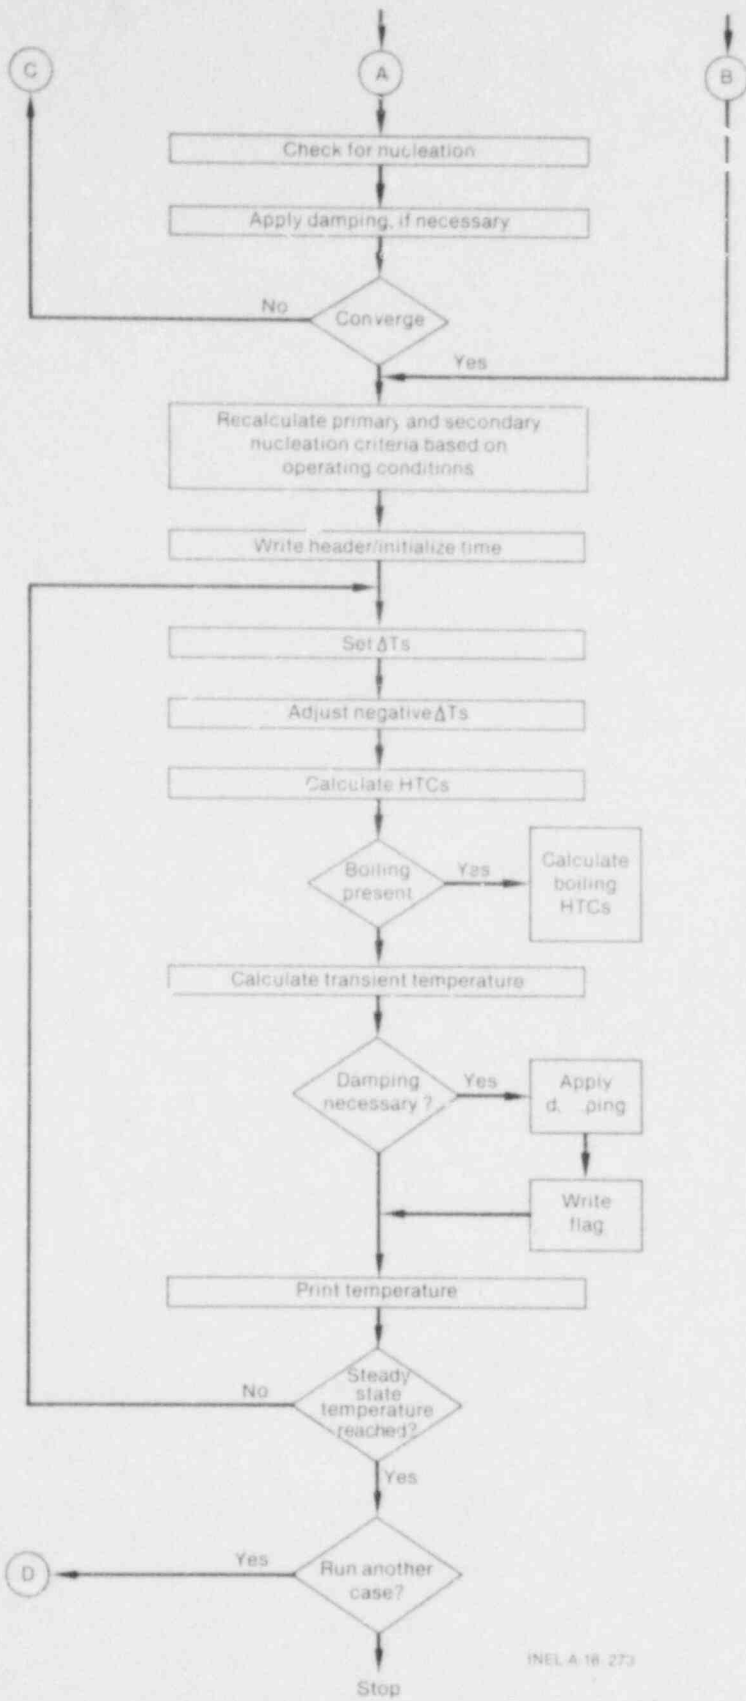 C
A
B
Check for nucleation
Apply damping, if necessary
No
Converge
Yes
Recalculate primary and secondary
nucleation criteria based on
operating conditions
Write header/initialize time
Set ΔTs
Adjust negative ΔTs
Calculate HTCs
Boiling
present
Yes
Calculate
boiling
HTCs
Calculate transient temperature
Damping
necessary?
Yes
Apply
Write
flag
Print temperature
No
Steady
state
temperature
reached?
Yes
D
Yes
Run another
case?
Stop
INEL A 18 273